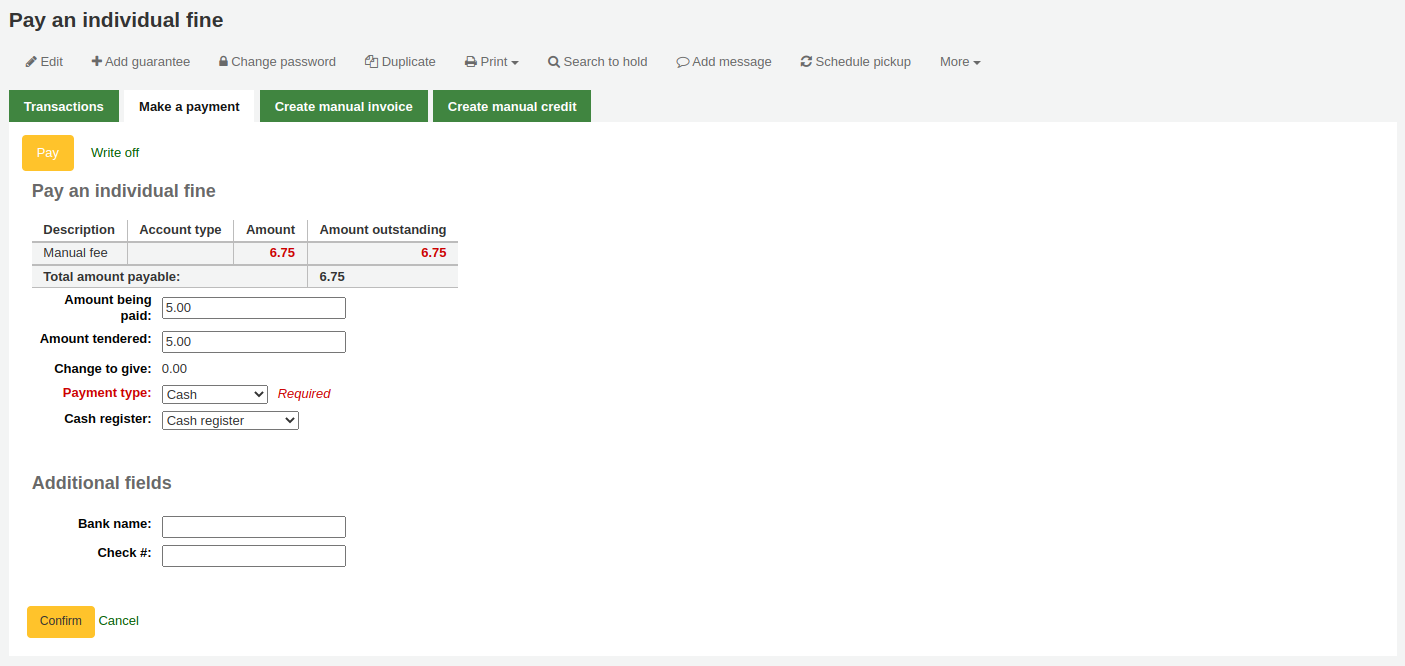 Pay an individual fine
Edit Add guarantee Change password Duplicate Print Search to hold Add message Schedule pickup More
Transactions Make a payment Create manual invoice Create manual credit
Pay Write off
Pay an individual fine
Description Account type Amount Amount outstanding
Manual fee 6.75 6.75
Total amount payable: 6.75
Amount being
paid: 5.00
Amount tendered: 5.00
Change to give: 0.00
Payment type: Cash Required
Cash register: Cash register
Additional fields
Bank name:
Check #:
Confirm Cancel